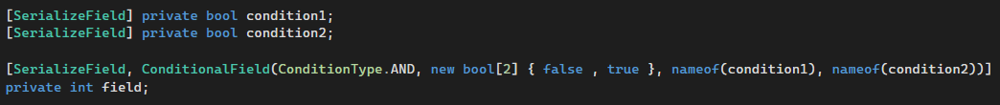 [SerializeField] private bool condition1;
[SerializeField] private bool condition2;
[SerializeField, ConditionalField(ConditionType.AND, new bool[2] { false , true }, nameof(condition1), nameof(condition2))]
private int field;